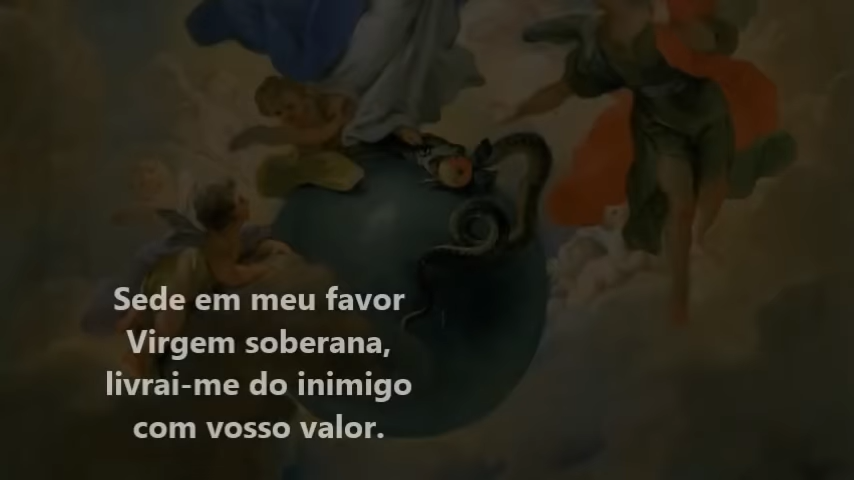 Sede em meu favor
Virgem soberana,
livrai-me do inimigo
com vosso valor.